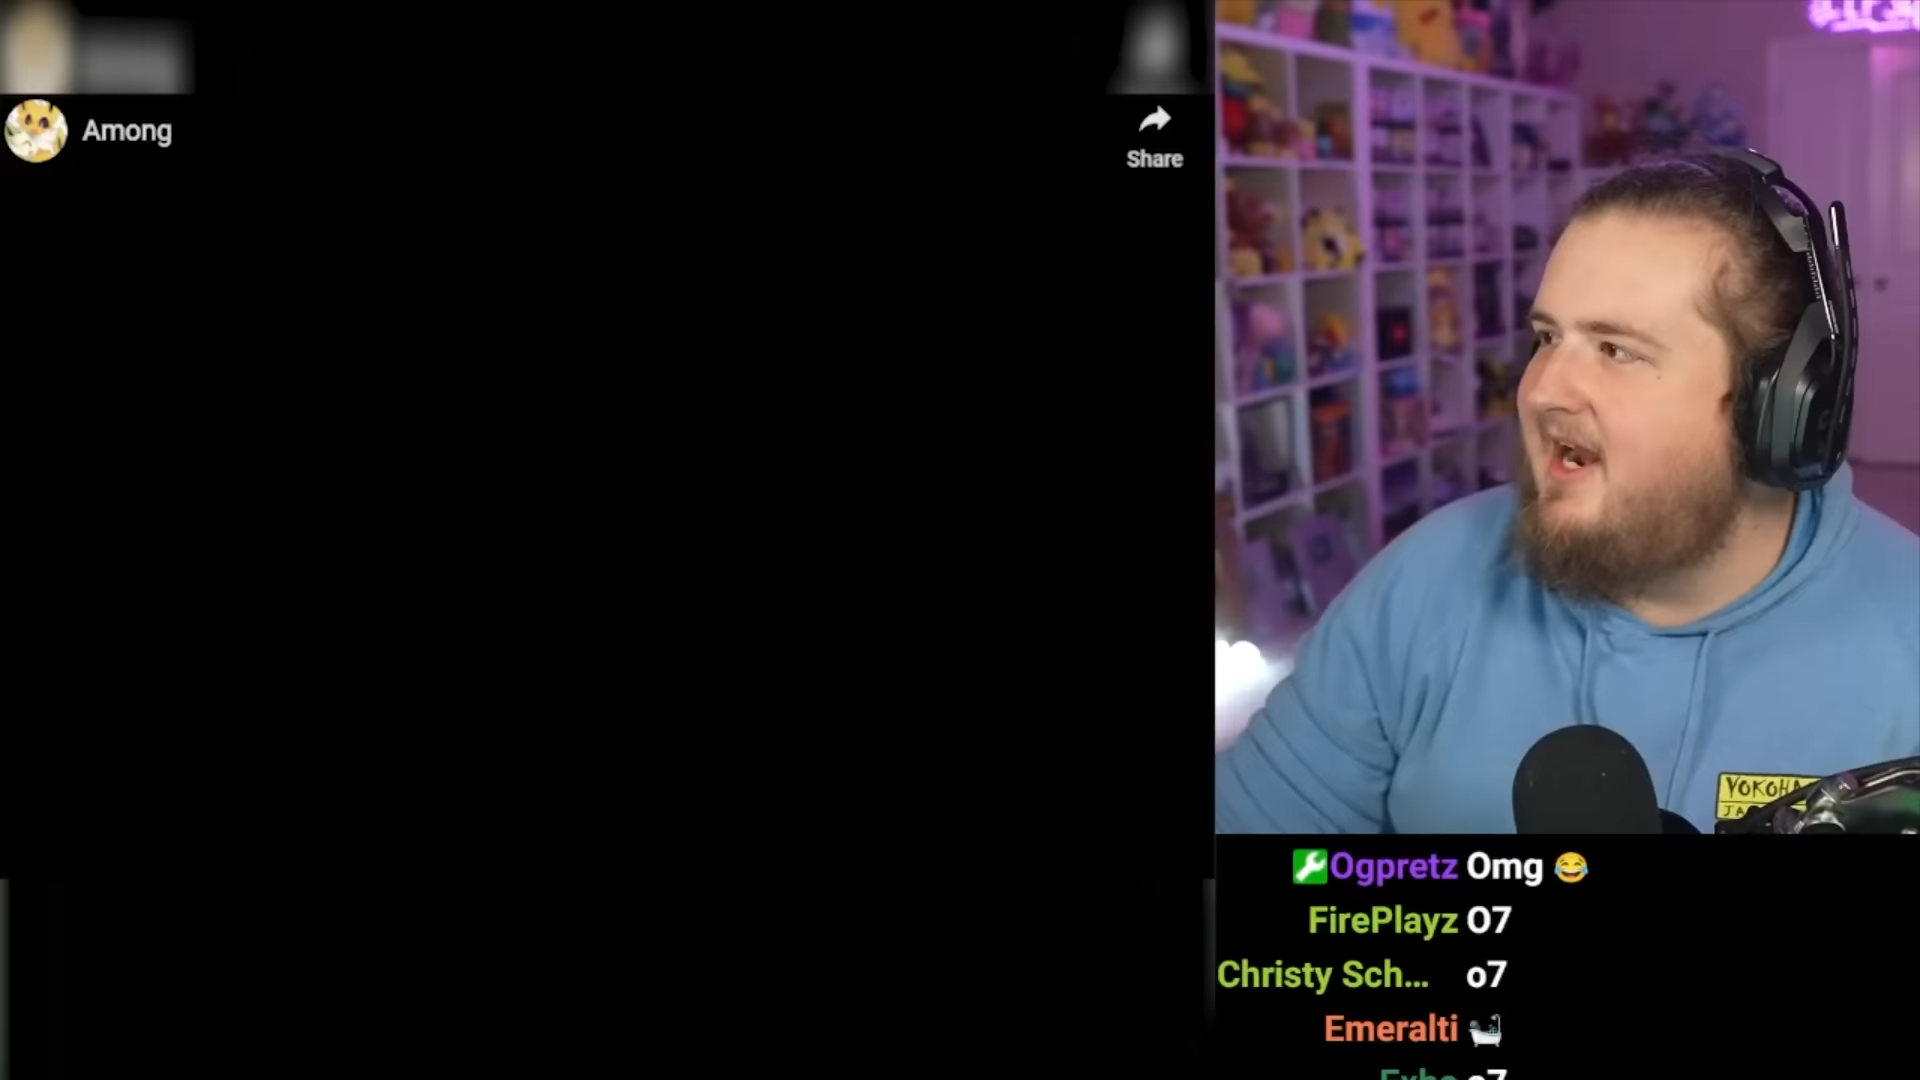 Among
Share
Ogpretz Omg 😂
FirePlayz O7
Christy Sch... o7
Emeralti 🛀